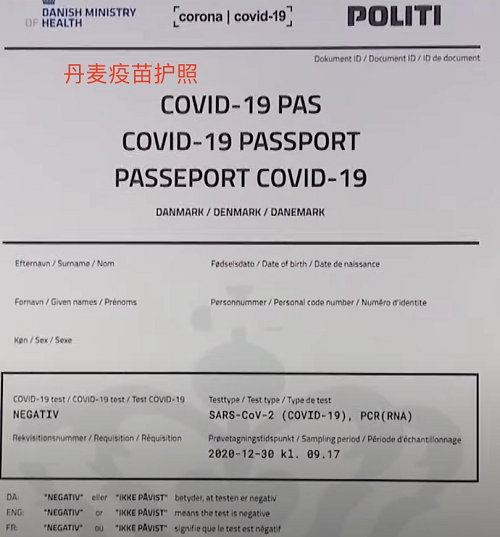 DANISH MINISTRY
OF HEALTH
corona | covid-19
POLITI
Dokument ID / Document ID / ID de document
丹麦疫苗护照
COVID-19 PAS
COVID-19 PASSPORT
PASSEPORT COVID-19
DANMARK / DENMARK / DANEMARK
Efternavn / Surname / Nom
Fødselsdato / Date of birth / Date de naissance
Fornavn / Given names / Prénoms
Personnummer / Personal code number / Numéro d'identite
Køn / Sex / Sexe
COVID-19 test / COVID-19 test / Test COVID-19
Testtype / Test type / Type de test
NEGATIV
SARS-CoV-2 (COVID-19), PCR(RNA)
Rekvisitionsnummer / Requisition / Réquisition
Prøvetagningstidspunkt / Sampling period / Période d'échantillonnage
2020-12-30 kl. 09.17
DA: "NEGATIV" eller "IKKE PÅVIST" betyder, at testen er negativ
ENG: "NEGATIV" or "IKKE PÅVIST" means the test is negative
FR: "NEGATIV" ou "IKKE PÅVIST" signifie que le test est négatif